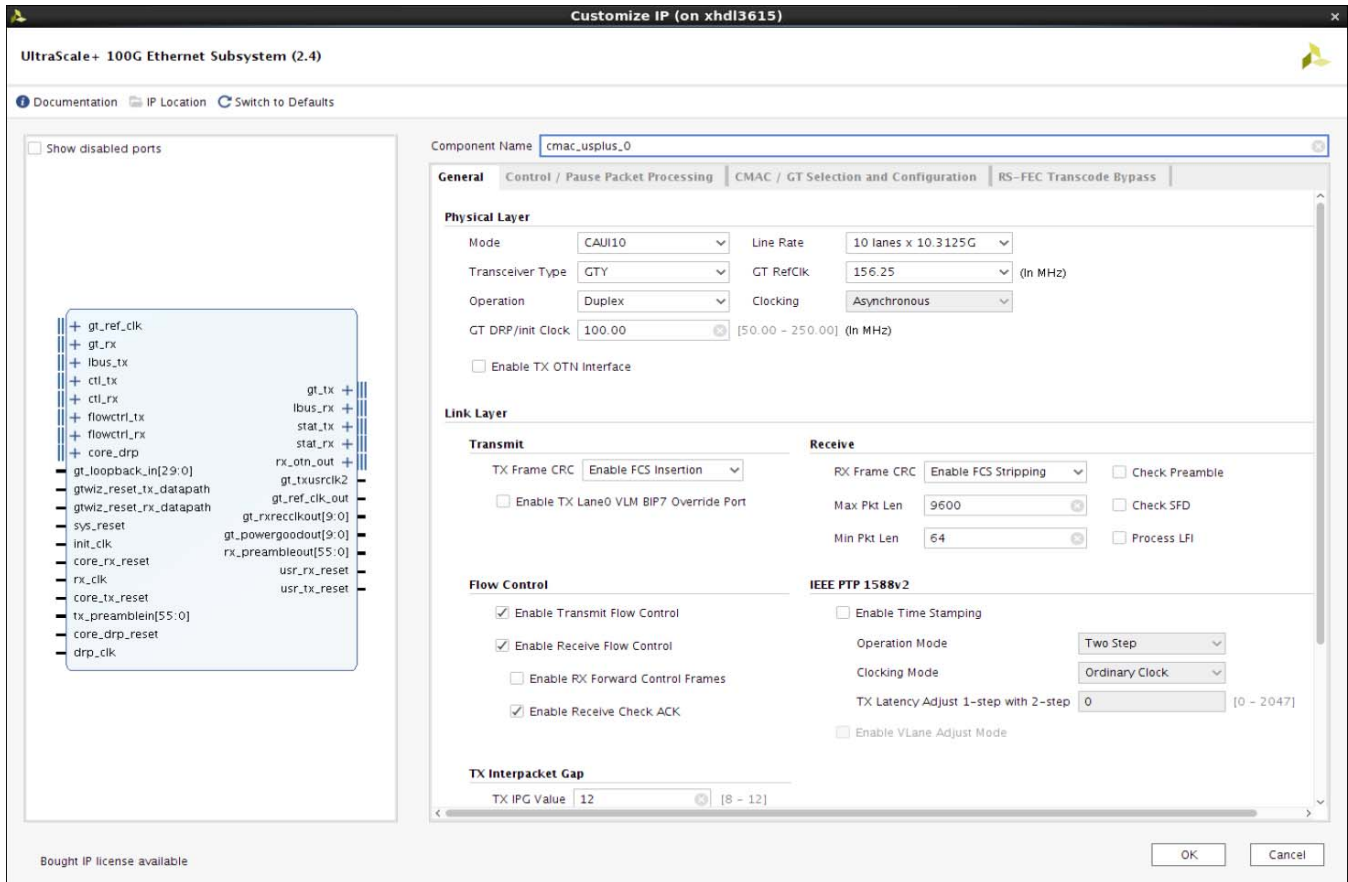 Customize IP (on xhdl3615)
UltraScale+ 100G Ethernet Subsystem (2.4)
Documentation IP Location Switch to Defaults
Show disabled ports
gt_ref_clk
gt_rx
lbus_tx
ctl_tx
ctl_rx
flowctrl_tx
flowctrl_rx
core_drp
gt_loopback_in[29:0]
gtwiz_reset_tx_datapath
gtwiz_reset_rx_datapath
sys_reset
init_clk
core_rx_reset
rx_clk
core_tx_reset
tx_preamblein[55:0]
core_drp_reset
drp_clk
gt_tx
lbus_rx
stat_tx
stat_rx
rx_otn_out
gt_txusrclk2
gt_ref_clk_out
gt_rxrecclkout[9:0]
gt_powergoodout[9:0]
rx_preambleout[55:0]
usr_rx_reset
usr_tx_reset
Component Name cmac_usplus_0
General Control / Pause Packet Processing CMAC / GT Selection and Configuration RS-FEC Transcode Bypass
Physical Layer
Mode CAUI10 Line Rate 10 lanes x 10.3125G
Transceiver Type GTY GT RefClk 156.25 (In MHz)
Operation Duplex Clocking Asynchronous
GT DRP/init Clock 100.00 [50.00 - 250.00] (In MHz)
Enable TX OTN Interface
Link Layer
Transmit
TX Frame CRC Enable FCS Insertion
Enable TX Lane0 VLM BIP7 Override Port
Receive
RX Frame CRC Enable FCS Stripping Check Preamble
Max Pkt Len 9600 Check SFD
Min Pkt Len 64 Process LFI
Flow Control
Enable Transmit Flow Control
Enable Receive Flow Control
Enable RX Forward Control Frames
Enable Receive Check ACK
IEEE PTP 1588v2
Enable Time Stamping
Operation Mode Two Step
Clocking Mode Ordinary Clock
TX Latency Adjust 1-step with 2-step 0 [0 - 2047]
Enable VLane Adjust Mode
TX Interpacket Gap
TX IPG Value 12 [8 - 12]
Bought IP license available
OK Cancel